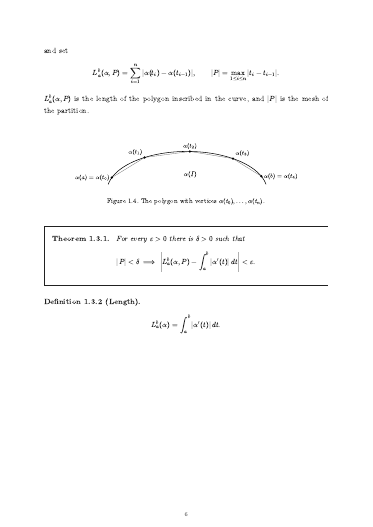 and set
L_a^b(α, P) = ∑_{i=1}^{n} |α(t_i) − α(t_{i−1})|, |P| = max_{1≤i≤n} |t_i − t_{i−1}|.
L_a^b(α, P) is the length of the polygon inscribed in the curve, and |P| is the mesh of
the partition.
α(t_2)
α(t_1) α(t_3)
α(a) = α(t_0) α(I) α(b) = α(t_4)
Figure 1.4. The polygon with vertices α(t_0), . . . , α(t_n).
Theorem 1.3.1. For every ε > 0 there is δ > 0 such that
|P| < δ ⟹ |L_a^b(α, P) − ∫_a^b |α′(t)| dt| < ε.
Definition 1.3.2 (Length).
L_a^b(α) = ∫_a^b |α′(t)| dt.
6